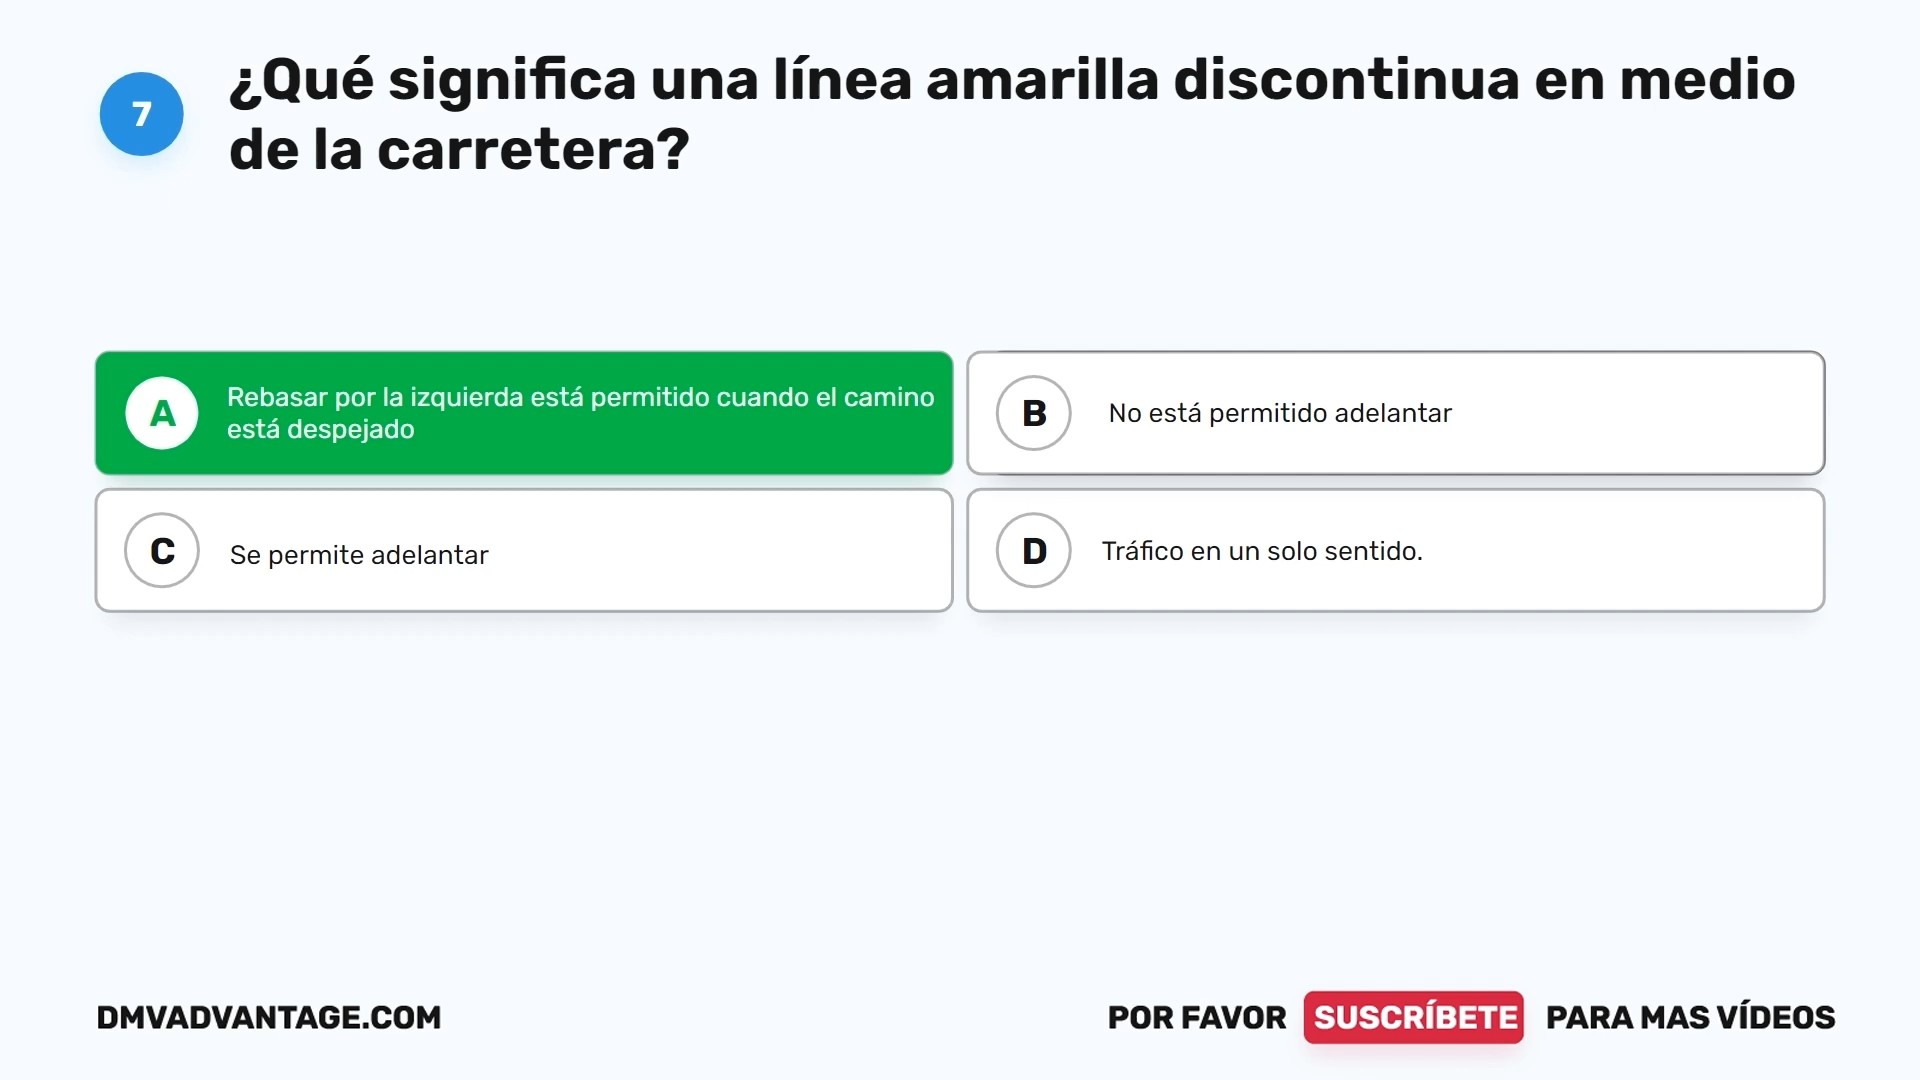 7
¿Qué significa una línea amarilla discontinua en medio
de la carretera?
A
Rebasar por la izquierda está permitido cuando el camino
está despejado
B
No está permitido adelantar
C
Se permite adelantar
D
Tráfico en un solo sentido.
DMVADVANTAGE.COM
POR FAVOR SUSCRÍBETE PARA MAS VÍDEOS